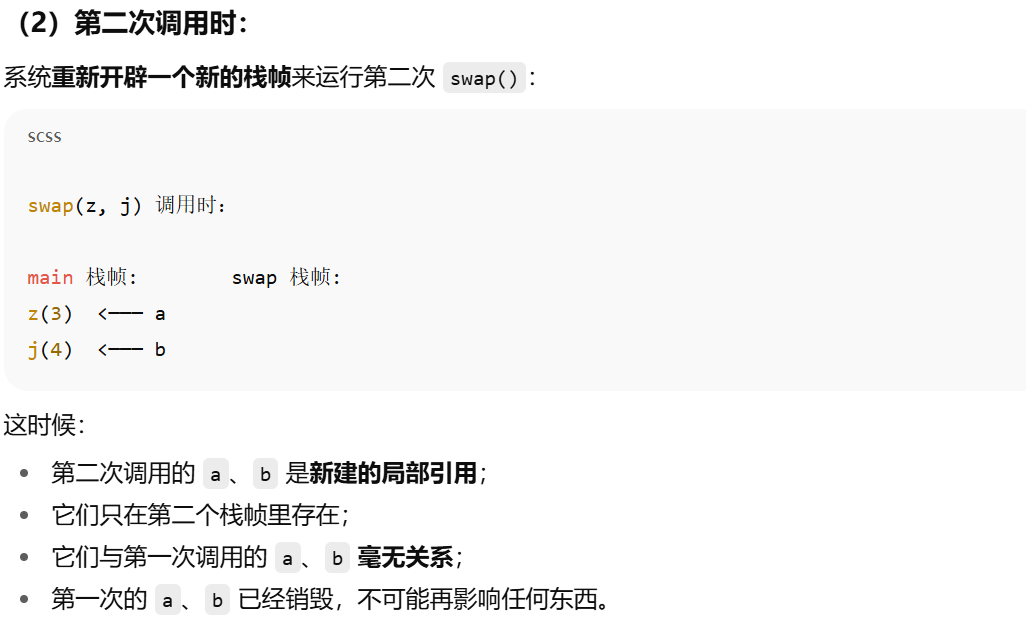 （2）第二次调用时：
系统重新开辟一个新的栈帧来运行第二次 swap()：
scss
swap(z, j) 调用时:
main 栈帧:        swap 栈帧:
z(3)  <─── a
j(4)  <─── b
这时候：
• 第二次调用的 a、b 是新建的局部引用；
• 它们只在第二个栈帧里存在；
• 它们与第一次调用的 a、b 毫无关系；
• 第一次的 a、b 已经销毁，不可能再影响任何东西。